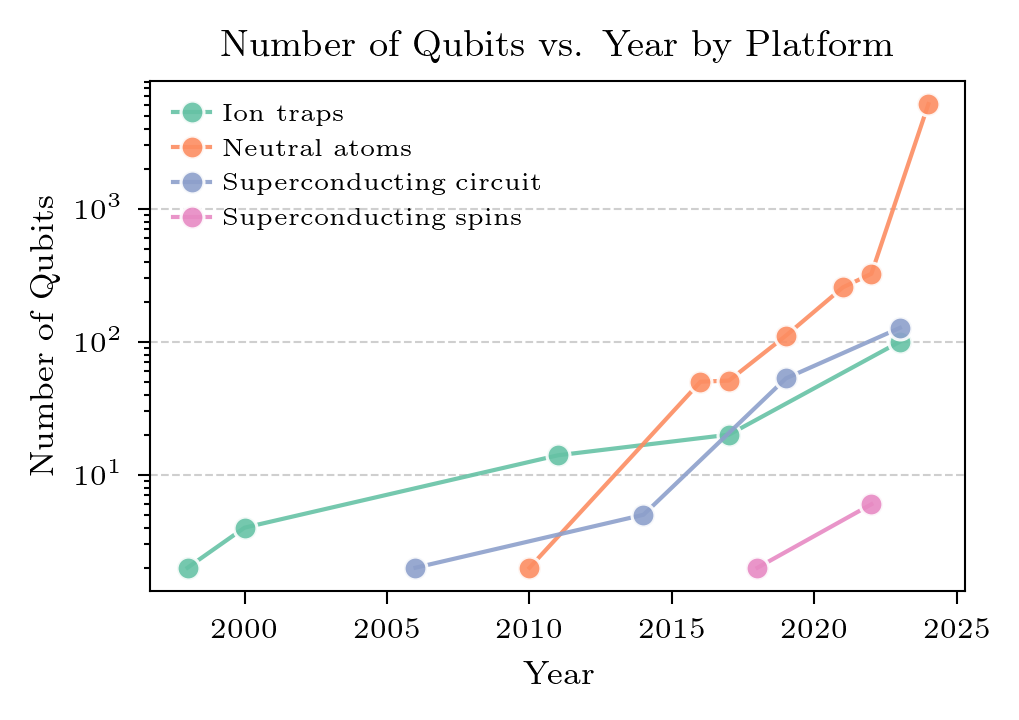 Number of Qubits vs. Year by Platform
Ion traps
Neutral atoms
Superconducting circuit
Superconducting spins
Number of Qubits
10³
10²
10¹
2000 2005 2010 2015 2020 2025
Year